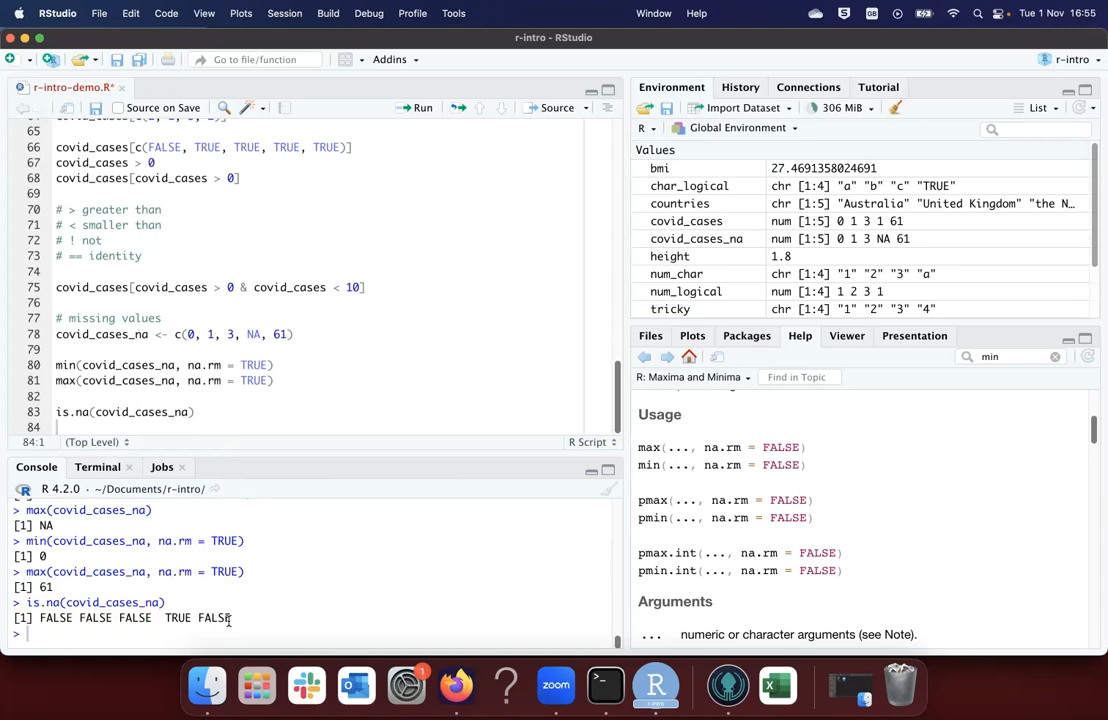 RStudio File Edit Code View Plots Session Build Debug Profile Tools Window Help Tue 1 Nov 16:55
r-intro - RStudio
Go to file/function Addins r-intro
r-intro-demo.R*
Source on Save Run Source
65
66 covid_cases[c(FALSE, TRUE, TRUE, TRUE, TRUE)]
67 covid_cases > 0
68 covid_cases[covid_cases > 0]
69
70 # > greater than
71 # < smaller than
72 # ! not
73 # == identity
74
75 covid_cases[covid_cases > 0 & covid_cases < 10]
76
77 # missing values
78 covid_cases_na <- c(0, 1, 3, NA, 61)
79
80 min(covid_cases_na, na.rm = TRUE)
81 max(covid_cases_na, na.rm = TRUE)
82
83 is.na(covid_cases_na)
84
84:1 (Top Level) R Script
Console Terminal Jobs
R 4.2.0 · ~/Documents/r-intro/
> max(covid_cases_na)
[1] NA
> min(covid_cases_na, na.rm = TRUE)
[1] 0
> max(covid_cases_na, na.rm = TRUE)
[1] 61
> is.na(covid_cases_na)
[1] FALSE FALSE FALSE  TRUE FALSE
>
Environment History Connections Tutorial
Import Dataset 306 MiB List
R Global Environment
Values
bmi 27.4691358024691
char_logical chr [1:4] "a" "b" "c" "TRUE"
countries chr [1:5] "Australia" "United Kingdom" "the N…
covid_cases num [1:5] 0 1 3 1 61
covid_cases_na num [1:5] 0 1 3 NA 61
height 1.8
num_char chr [1:4] "1" "2" "3" "a"
num_logical num [1:4] 1 2 3 1
tricky chr [1:4] "1" "2" "3" "4"
Files Plots Packages Help Viewer Presentation
min
R: Maxima and Minima Find in Topic
Usage
max(..., na.rm = FALSE)
min(..., na.rm = FALSE)
pmax(..., na.rm = FALSE)
pmin(..., na.rm = FALSE)
pmax.int(..., na.rm = FALSE)
pmin.int(..., na.rm = FALSE)
Arguments
... numeric or character arguments (see Note).
1
zoom
R
r-intro